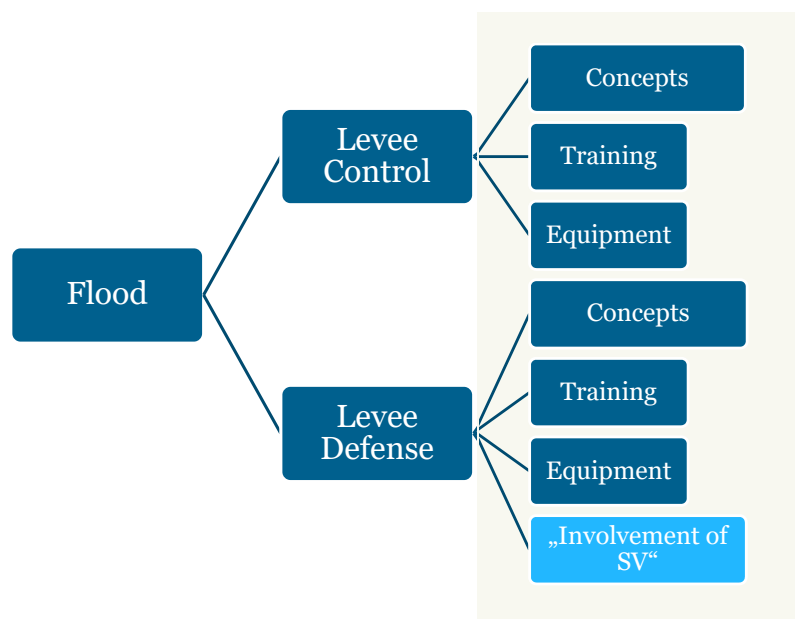 Flood
Levee
Control
Concepts
Training
Equipment
Levee
Defense
Concepts
Training
Equipment
„Involvement of
SV“